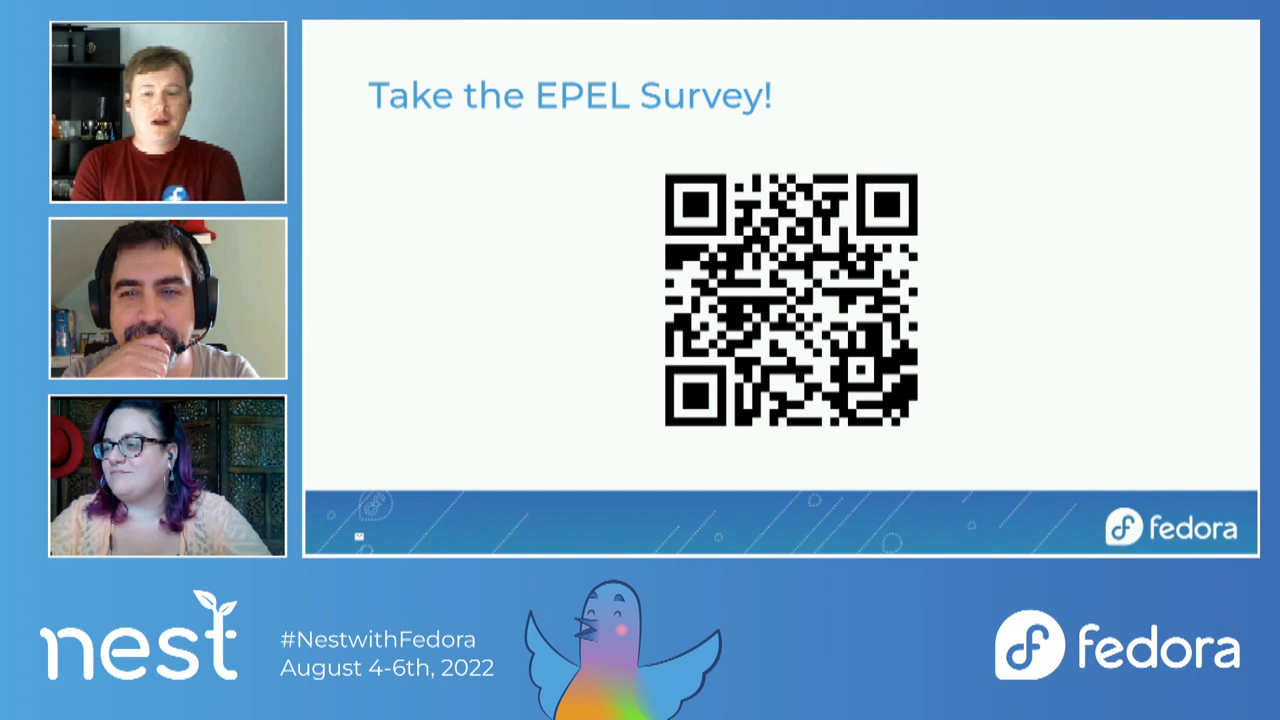 Take the EPEL Survey!
fedora
nest
#NestwithFedora
August 4-6th, 2022
fedora